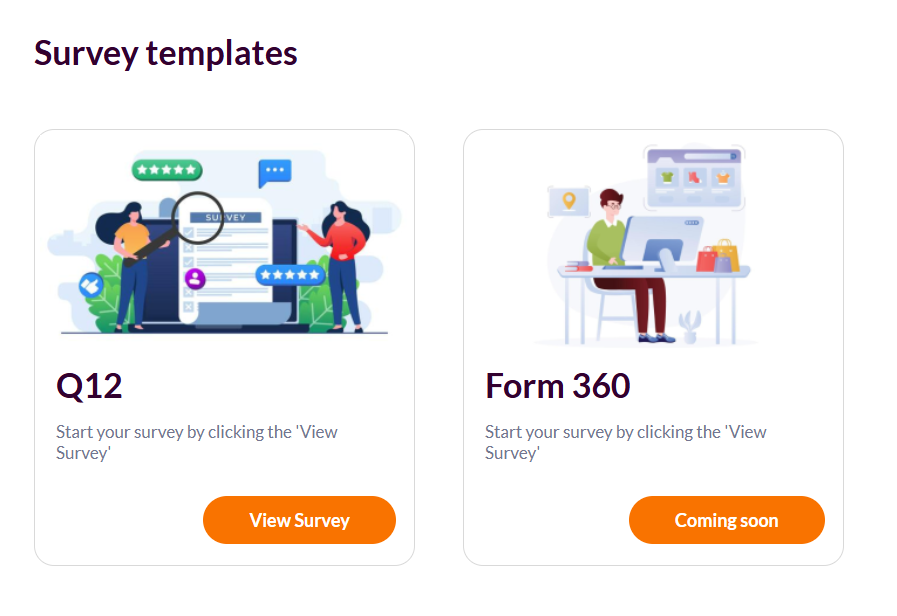 Survey templates
SURVEY
Q12
Start your survey by clicking the 'View
Survey'
View Survey
Form 360
Start your survey by clicking the 'View
Survey'
Coming soon